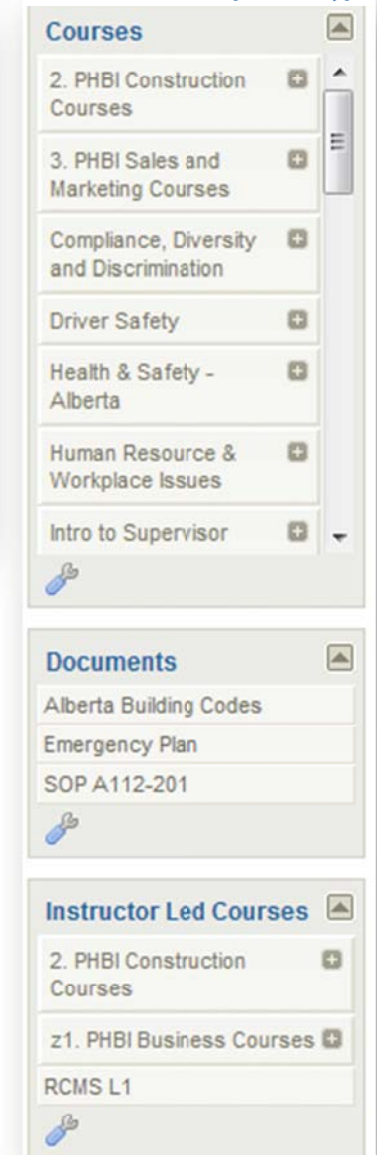 Courses
2. PHBI Construction
Courses
3. PHBI Sales and
Marketing Courses
Compliance, Diversity
and Discrimination
Driver Safety
Health & Safety -
Alberta
Human Resource &
Workplace Issues
Intro to Supervisor
Documents
Alberta Building Codes
Emergency Plan
SOP A112-201
Instructor Led Courses
2. PHBI Construction
Courses
z1. PHBI Business Courses
RCMS L1